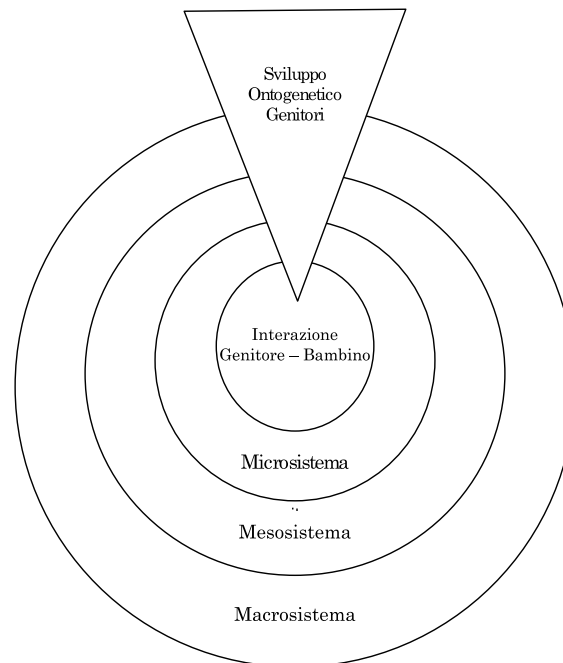 Sviluppo
Ontogenetico
Genitori
Interazione
Genitore – Bambino
Microsistema
Mesosistema
Macrosistema